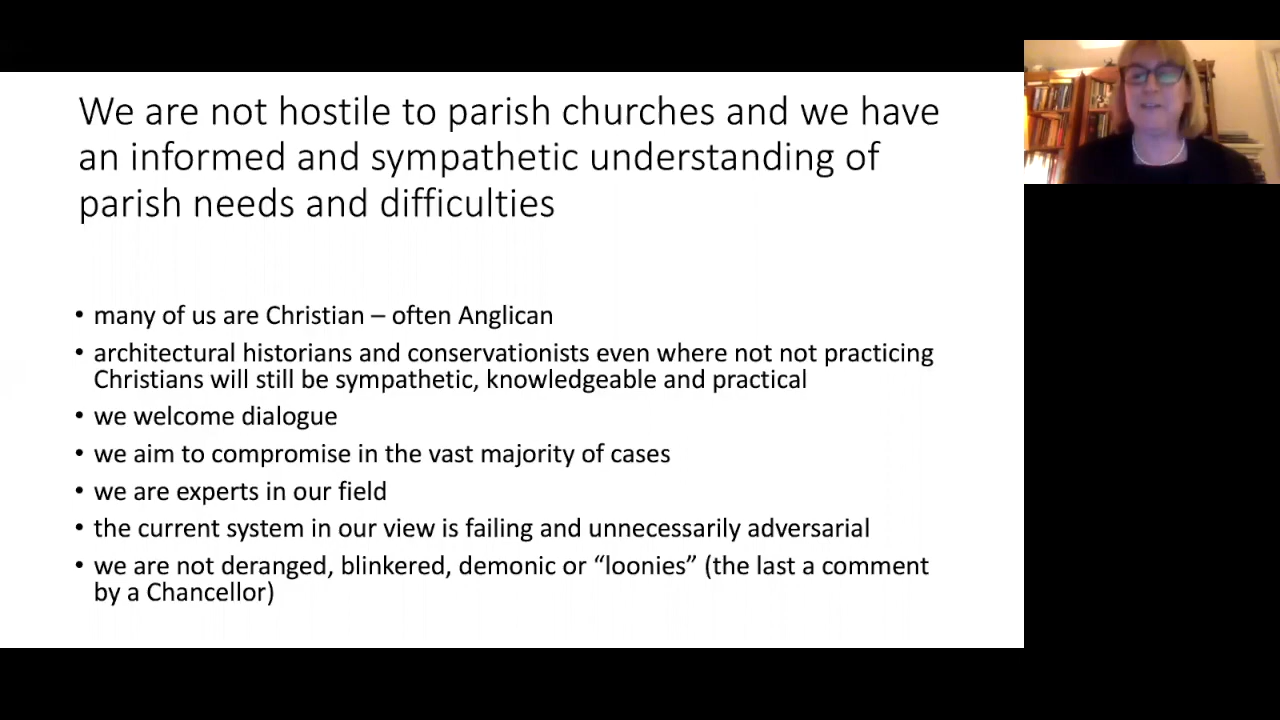 We are not hostile to parish churches and we have
an informed and sympathetic understanding of
parish needs and difficulties
• many of us are Christian – often Anglican
• architectural historians and conservationists even where not not practicing
Christians will still be sympathetic, knowledgeable and practical
• we welcome dialogue
• we aim to compromise in the vast majority of cases
• we are experts in our field
• the current system in our view is failing and unnecessarily adversarial
• we are not deranged, blinkered, demonic or “loonies” (the last a comment
by a Chancellor)